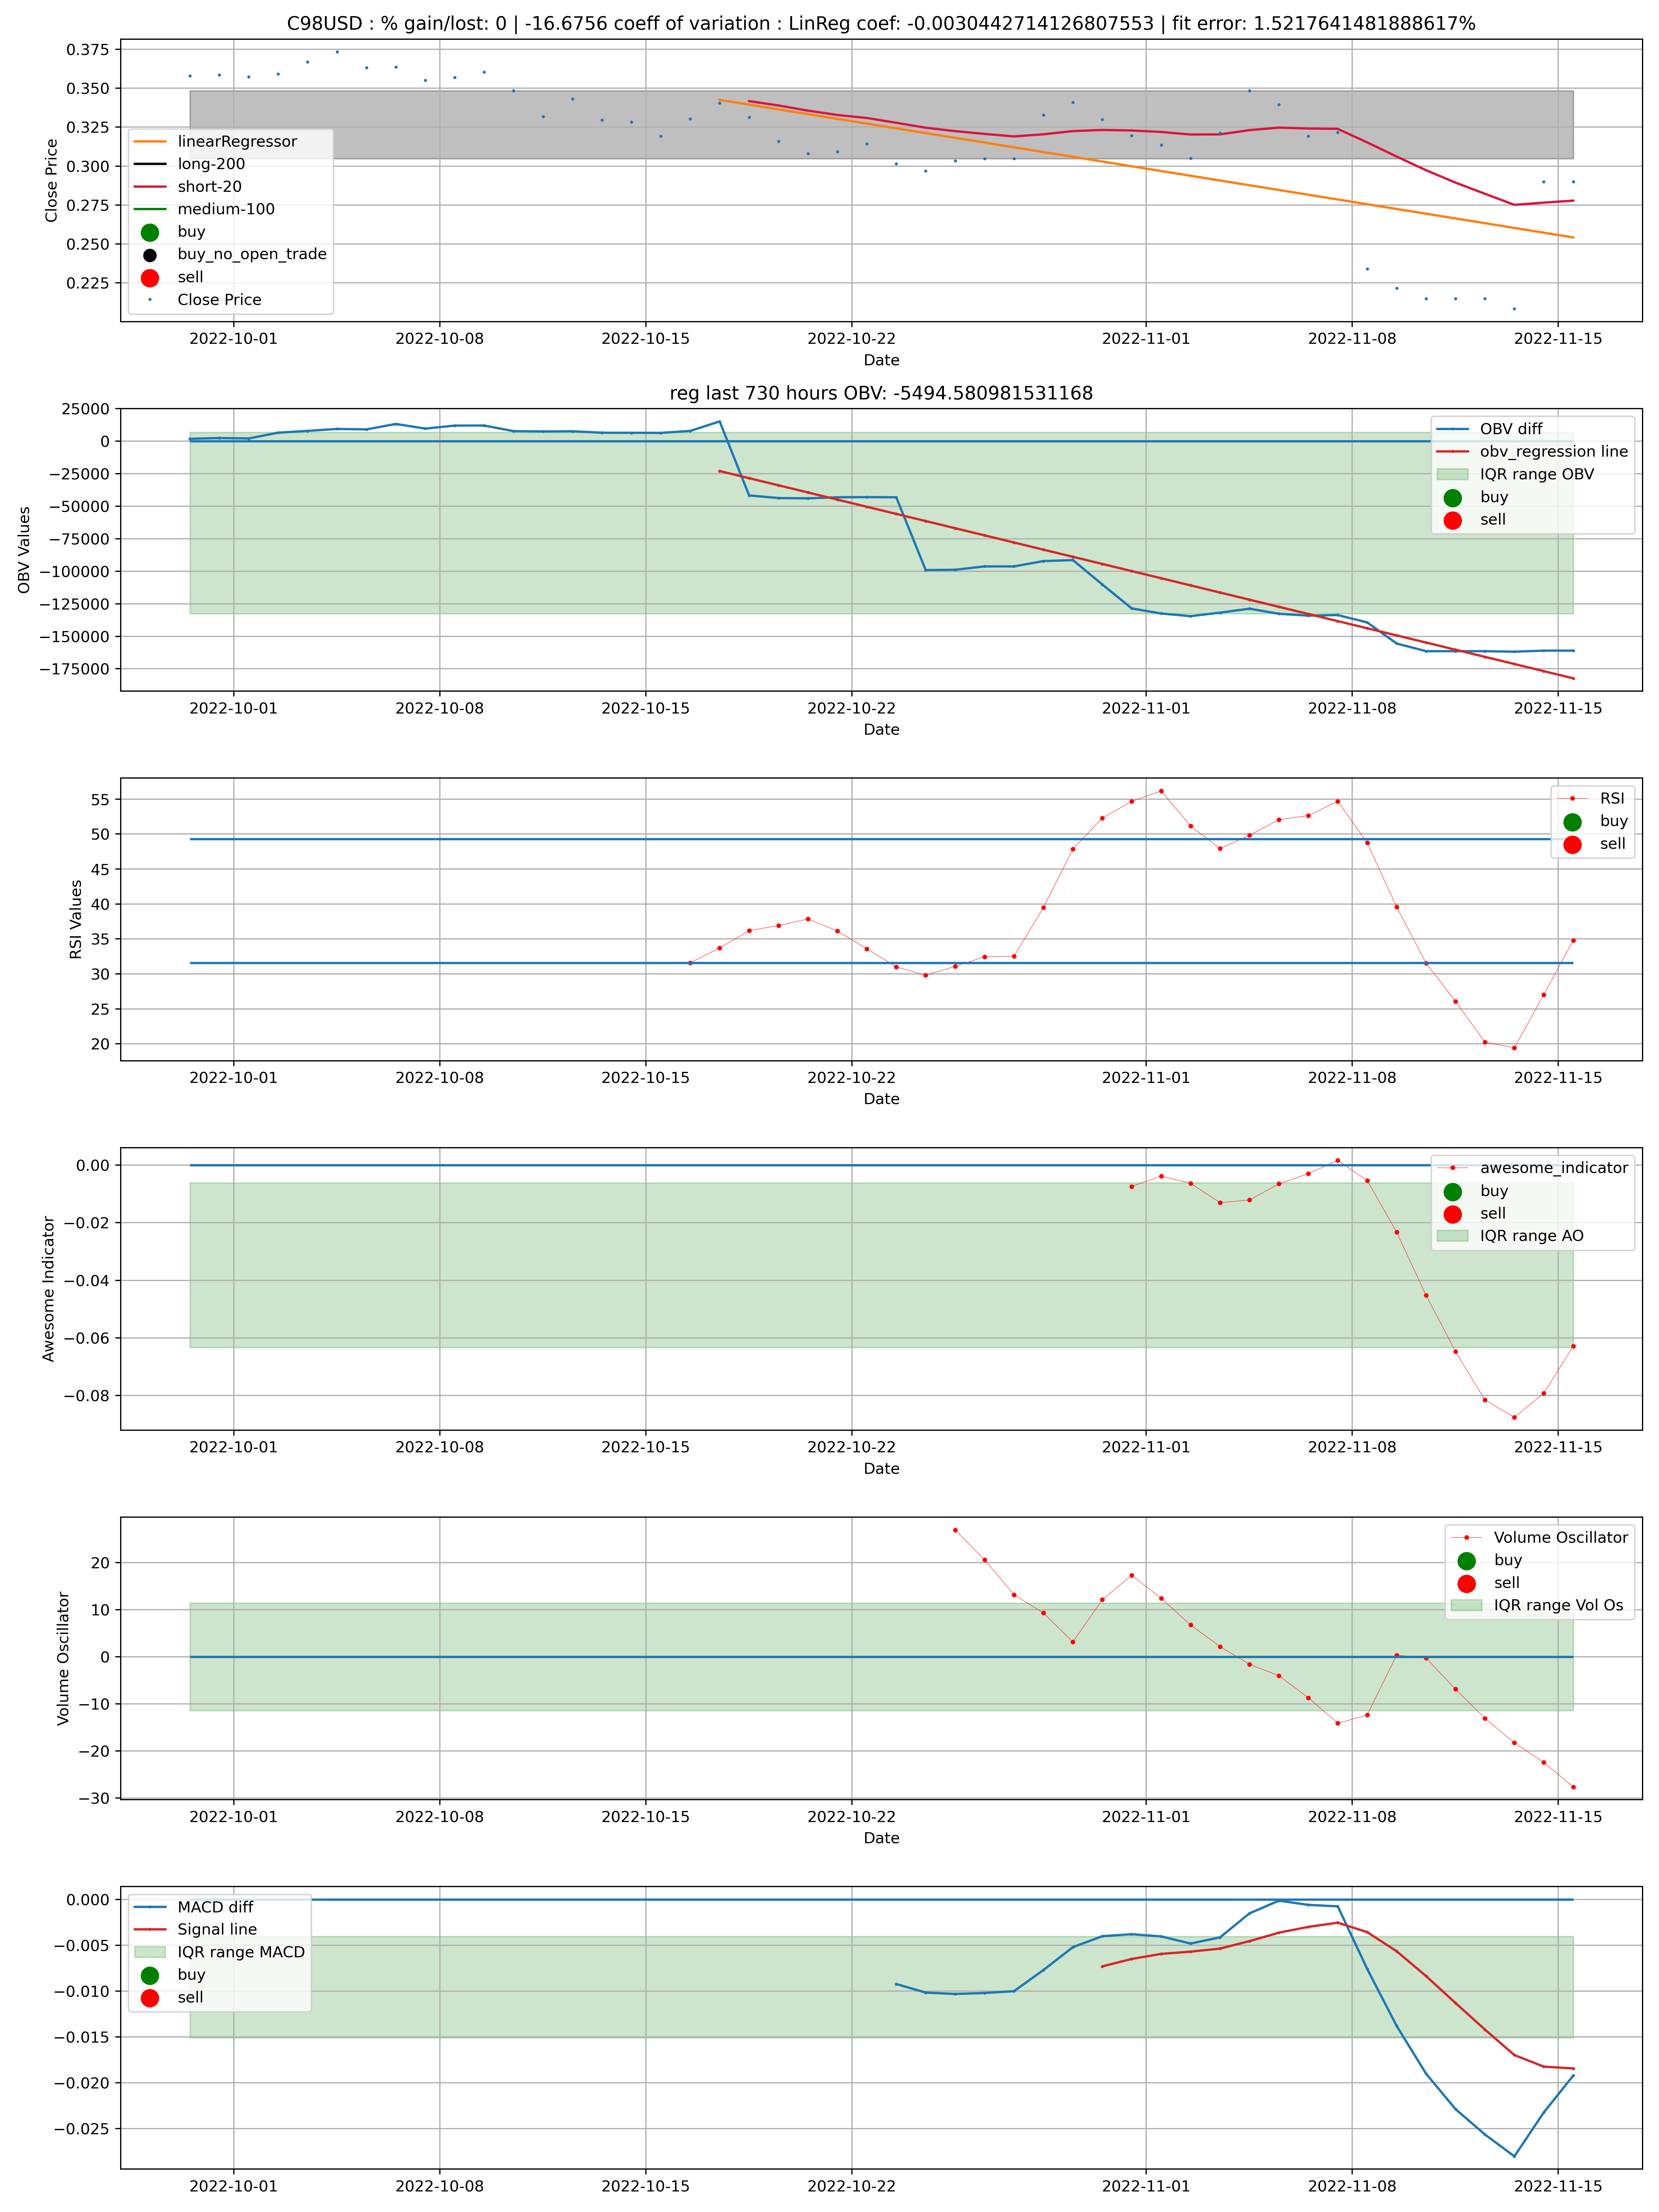 C98USD : % gain/lost: 0 | -16.6756 coeff of variation : LinReg coef: -0.0030442714126807553 | fit error: 1.5217641481888617%
0.375
0.350
0.325
0.300
0.275
0.250
0.225
Close Price
linearRegressor
long-200
short-20
medium-100
buy
buy_no_open_trade
sell
Close Price
2022-10-01 2022-10-08 2022-10-15 2022-10-22 2022-11-01 2022-11-08 2022-11-15
Date
reg last 730 hours OBV: -5494.580981531168
25000
0
−25000
−50000
−75000
−100000
−125000
−150000
−175000
OBV Values
OBV diff
obv_regression line
IQR range OBV
buy
sell
2022-10-01 2022-10-08 2022-10-15 2022-10-22 2022-11-01 2022-11-08 2022-11-15
Date
55
50
45
40
35
30
25
20
RSI Values
RSI
buy
sell
2022-10-01 2022-10-08 2022-10-15 2022-10-22 2022-11-01 2022-11-08 2022-11-15
Date
0.00
−0.02
−0.04
−0.06
−0.08
Awesome Indicator
awesome_indicator
buy
sell
IQR range AO
2022-10-01 2022-10-08 2022-10-15 2022-10-22 2022-11-01 2022-11-08 2022-11-15
Date
20
10
0
−10
−20
−30
Volume Oscillator
Volume Oscillator
buy
sell
IQR range Vol Os
2022-10-01 2022-10-08 2022-10-15 2022-10-22 2022-11-01 2022-11-08 2022-11-15
Date
0.000
−0.005
−0.010
−0.015
−0.020
−0.025
MACD diff
Signal line
IQR range MACD
buy
sell
2022-10-01 2022-10-08 2022-10-15 2022-10-22 2022-11-01 2022-11-08 2022-11-15